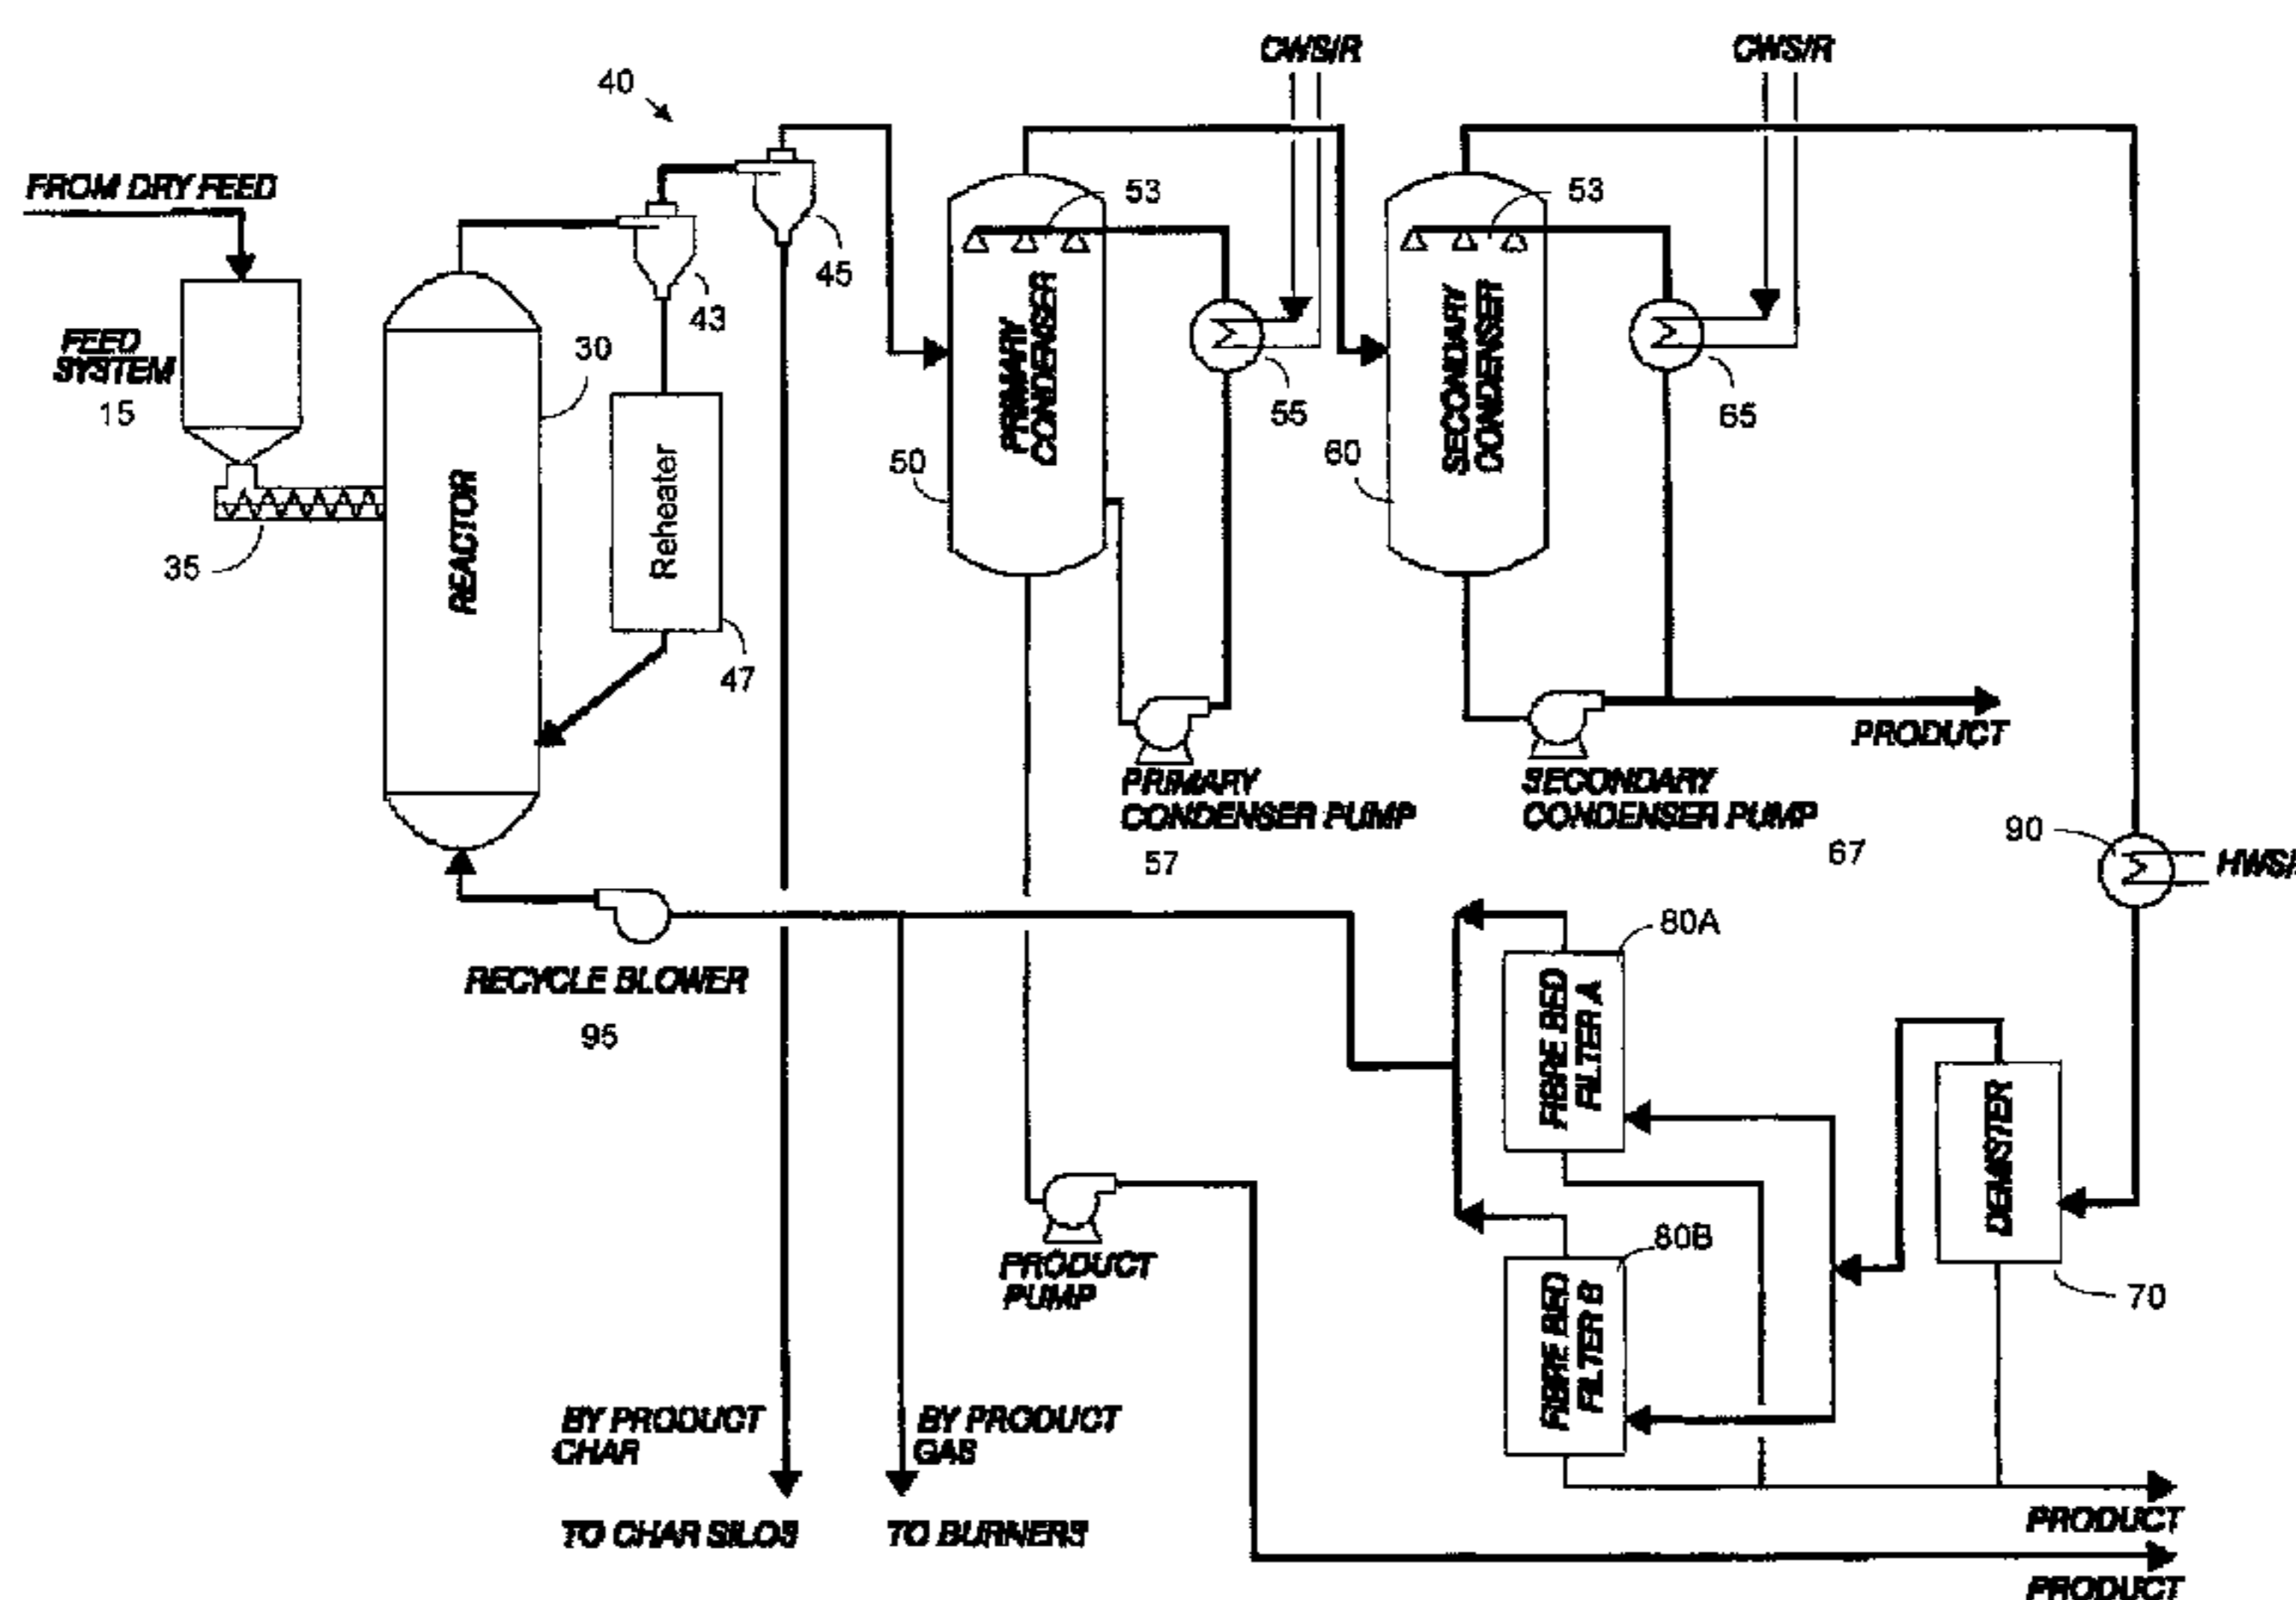 CWS/R
CWS/R
40
FROM DRY FEED
53
53
45
43
FEED
SYSTEM
15
30
PRIMARY
CONDENSER
SECONDARY
CONDENSER
55
65
50
60
REACTOR
Reheater
35
47
PRODUCT
PRIMARY
CONDENSER PUMP
57
SECONDARY
CONDENSER PUMP
67
90
HWS/
80A
RECYCLE BLOWER
95
FIBRE BED
FILTER A
DEMISTER
80B
PRODUCT
PUMP
FIBRE BED
FILTER B
70
BY PRODUCT
CHAR
BY PRODUCT
GAS
TO CHAR SILOS
TO BURNERS
PRODUCT
PRODUCT